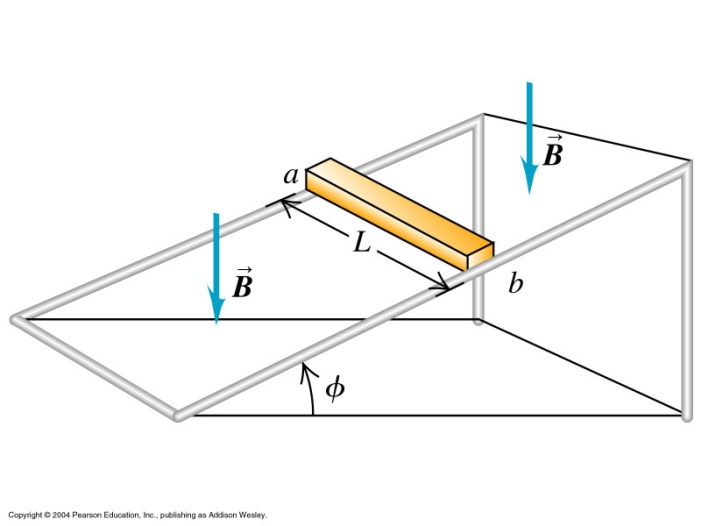 B⃗
a
L
B⃗
b
ϕ
Copyright © 2004 Pearson Education, Inc., publishing as Addison Wesley.